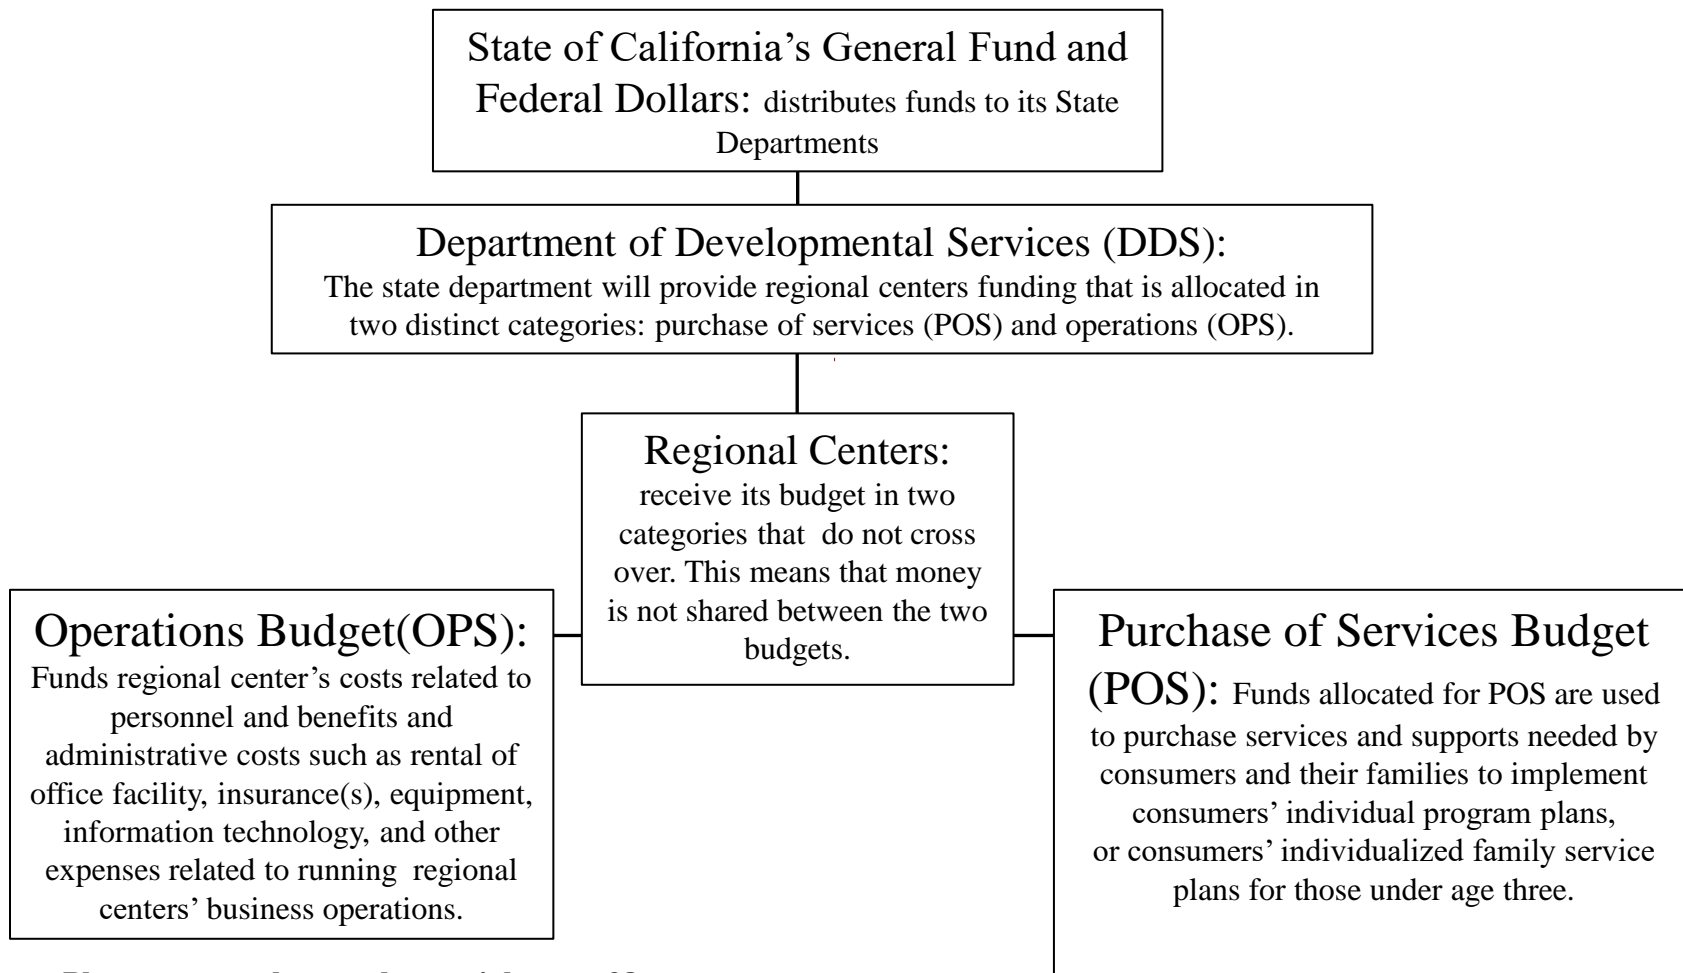 State of California’s General Fund and
Federal Dollars: distributes funds to its State
Departments
Department of Developmental Services (DDS):
The state department will provide regional centers funding that is allocated in
two distinct categories: purchase of services (POS) and operations (OPS).
Regional Centers:
receive its budget in two
categories that do not cross
over. This means that money
is not shared between the two
budgets.
Operations Budget(OPS):
Funds regional center’s costs related to
personnel and benefits and
administrative costs such as rental of
office facility, insurance(s), equipment,
information technology, and other
expenses related to running regional
centers’ business operations.
Purchase of Services Budget
(POS): Funds allocated for POS are used
to purchase services and supports needed by
consumers and their families to implement
consumers’ individual program plans,
or consumers’ individualized family service
plans for those under age three.